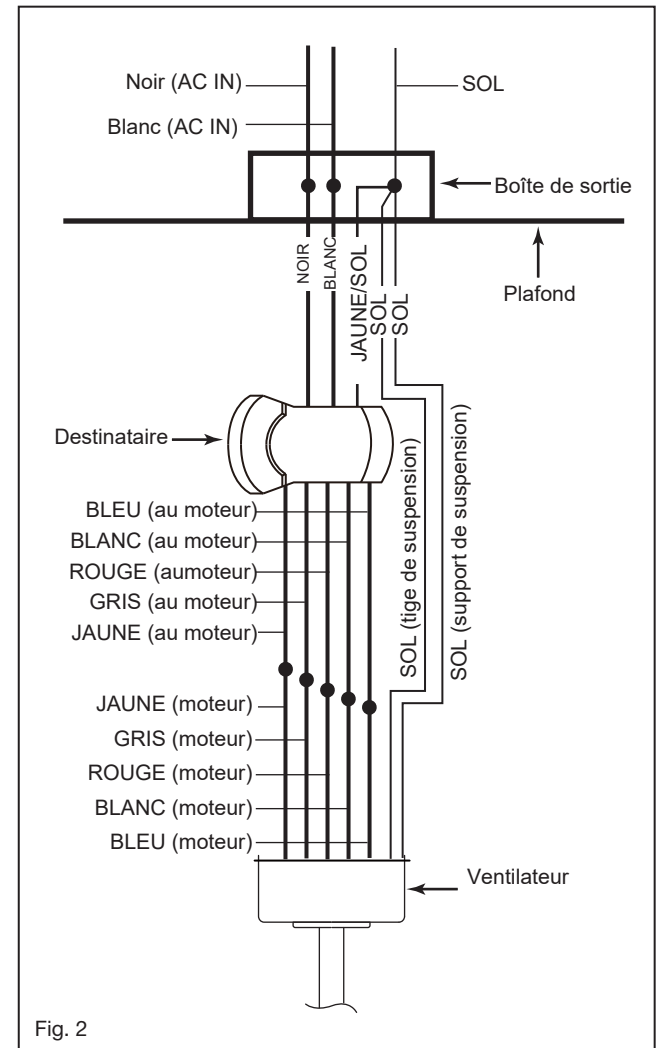 Noir (AC IN)
SOL
Blanc (AC IN)
Boîte de sortie
Plafond
NOIR
BLANC
JAUNE/SOL
SOL
SOL
Destinataire
BLEU (au moteur)
BLANC (au moteur)
ROUGE (aumoteur)
GRIS (au moteur)
JAUNE (au moteur)
SOL (tige de suspension)
SOL (support de suspension)
JAUNE (moteur)
GRIS (moteur)
ROUGE (moteur)
BLANC (moteur)
BLEU (moteur)
Ventilateur
Fig. 2